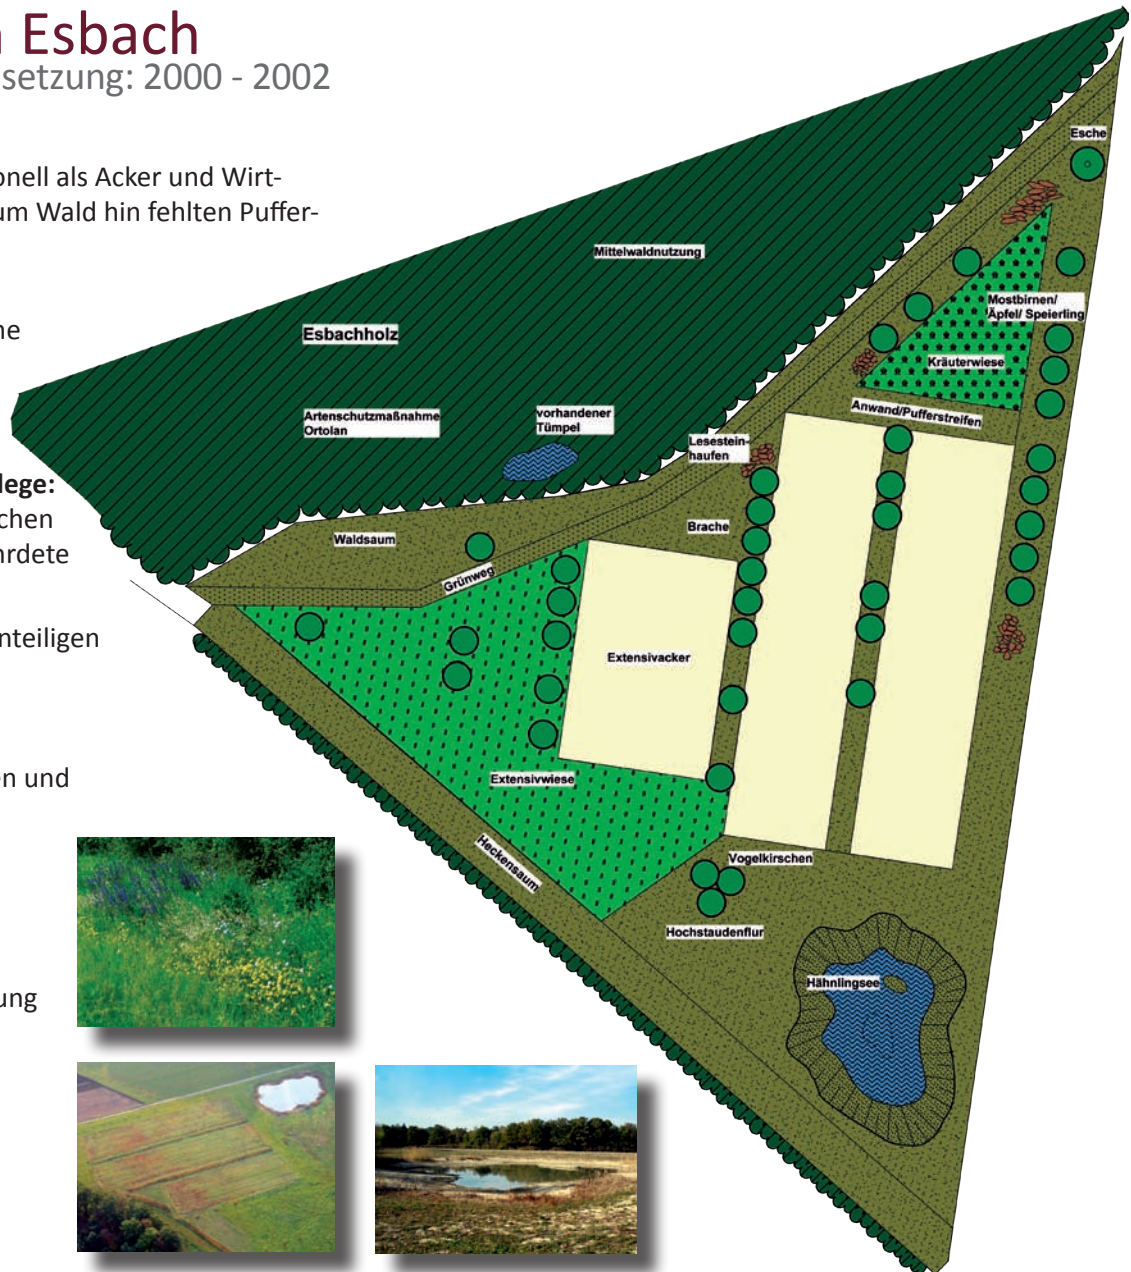 n Esbach
setzung: 2000 - 2002
onell als Acker und Wirt-
um Wald hin fehlten Puffer-
ne
lege:
chen
hrdete
nteiligen
en und
ung
Esche
Mittelwaldnutzung
Mostbirnen/
Äpfel/ Speierling
Esbachholz
Kräuterwiese
Artenschutzmaßnahme
Ortolan
vorhandener
Tümpel
Anwand/Pufferstreifen
Lesestein-
haufen
Brache
Waldsaum
Grünweg
Extensivacker
Extensivwiese
Heckensaum
Vogelkirschen
Hochstaudenflur
Hähnlingsee